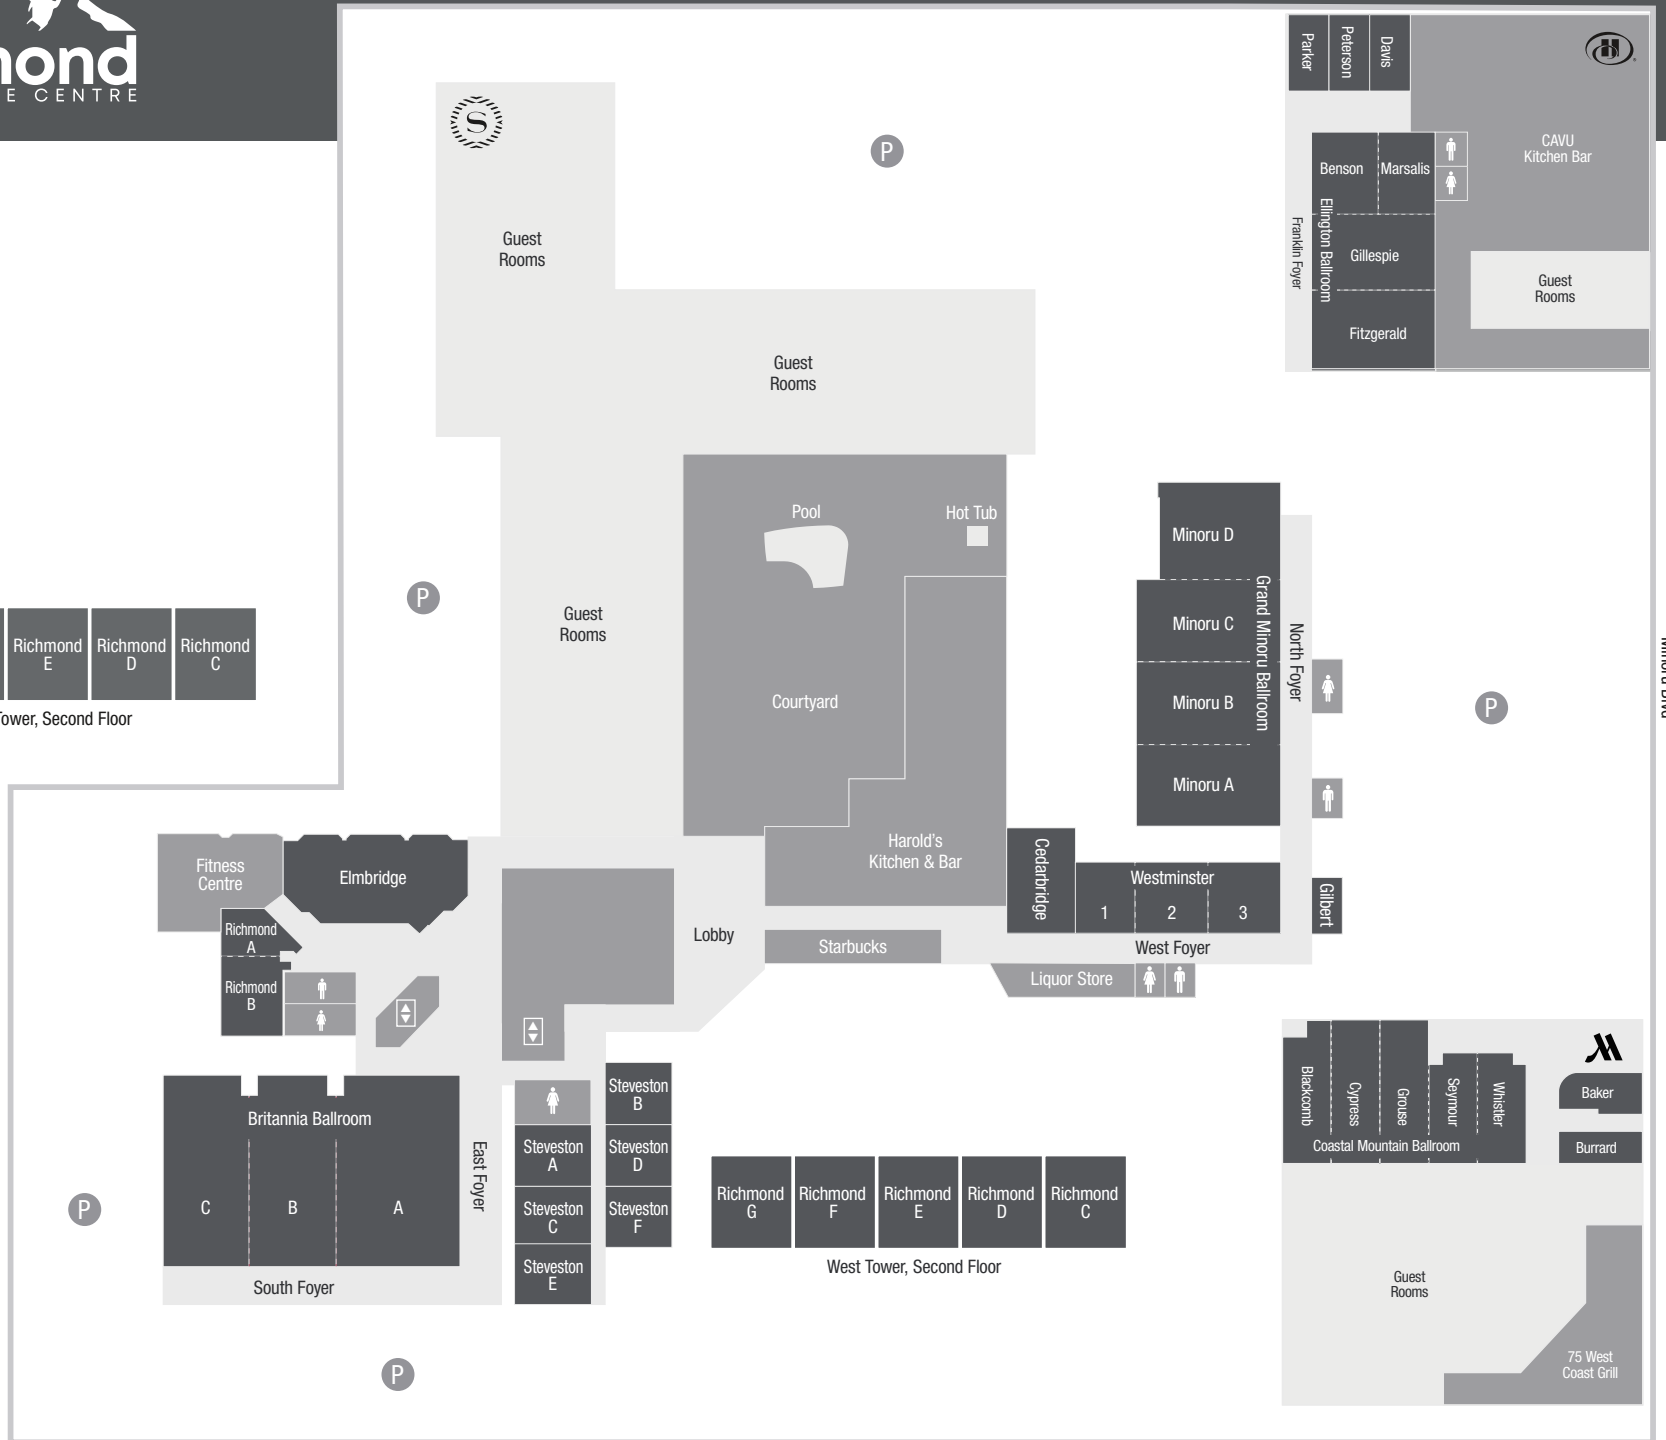 E CENTRE
S
P
Guest
Rooms
Guest
Rooms
Guest
Rooms
P
Pool
Hot Tub
Courtyard
Harold's
Kitchen & Bar
Parker
Peterson
Davis
CAVU
Kitchen Bar
Benson
Marsalis
Ellington Ballroom
Gillespie
Fitzgerald
Franklin Foyer
Guest
Rooms
Minoru D
Minoru C
Minoru B
Minoru A
Grand Minoru Ballroom
North Foyer
P
Minoru Blvd
Richmond
E
Richmond
D
Richmond
C
Tower, Second Floor
Fitness
Centre
Elmbridge
Richmond
A
Richmond
B
Lobby
Starbucks
Cedarbridge
Westminster
1
2
3
Gilbert
West Foyer
Liquor Store
Britannia Ballroom
C
B
A
East Foyer
South Foyer
Steveston
B
Steveston
A
Steveston
D
Steveston
C
Steveston
F
Steveston
E
Richmond
G
Richmond
F
Richmond
E
Richmond
D
Richmond
C
West Tower, Second Floor
Blackcomb
Cypress
Grouse
Seymour
Whistler
Coastal Mountain Ballroom
Baker
Burrard
Guest
Rooms
75 West
Coast Grill
P
P